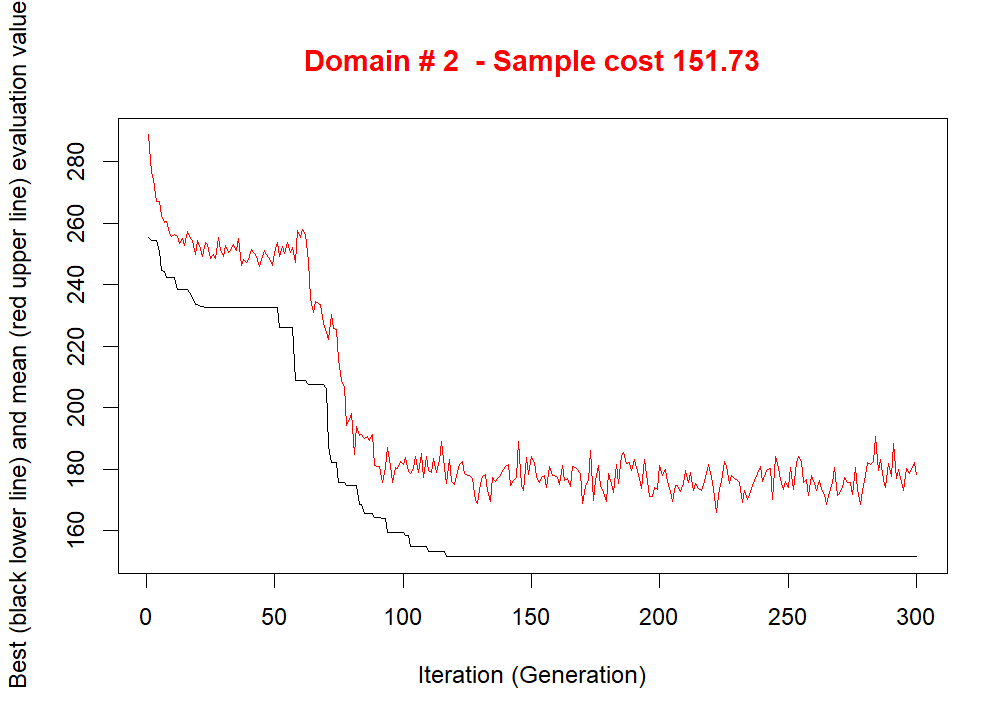 Domain # 2  - Sample cost 151.73
Best (black lower line) and mean (red upper line) evaluation value
280
260
240
220
200
180
160
0 50 100 150 200 250 300
Iteration (Generation)